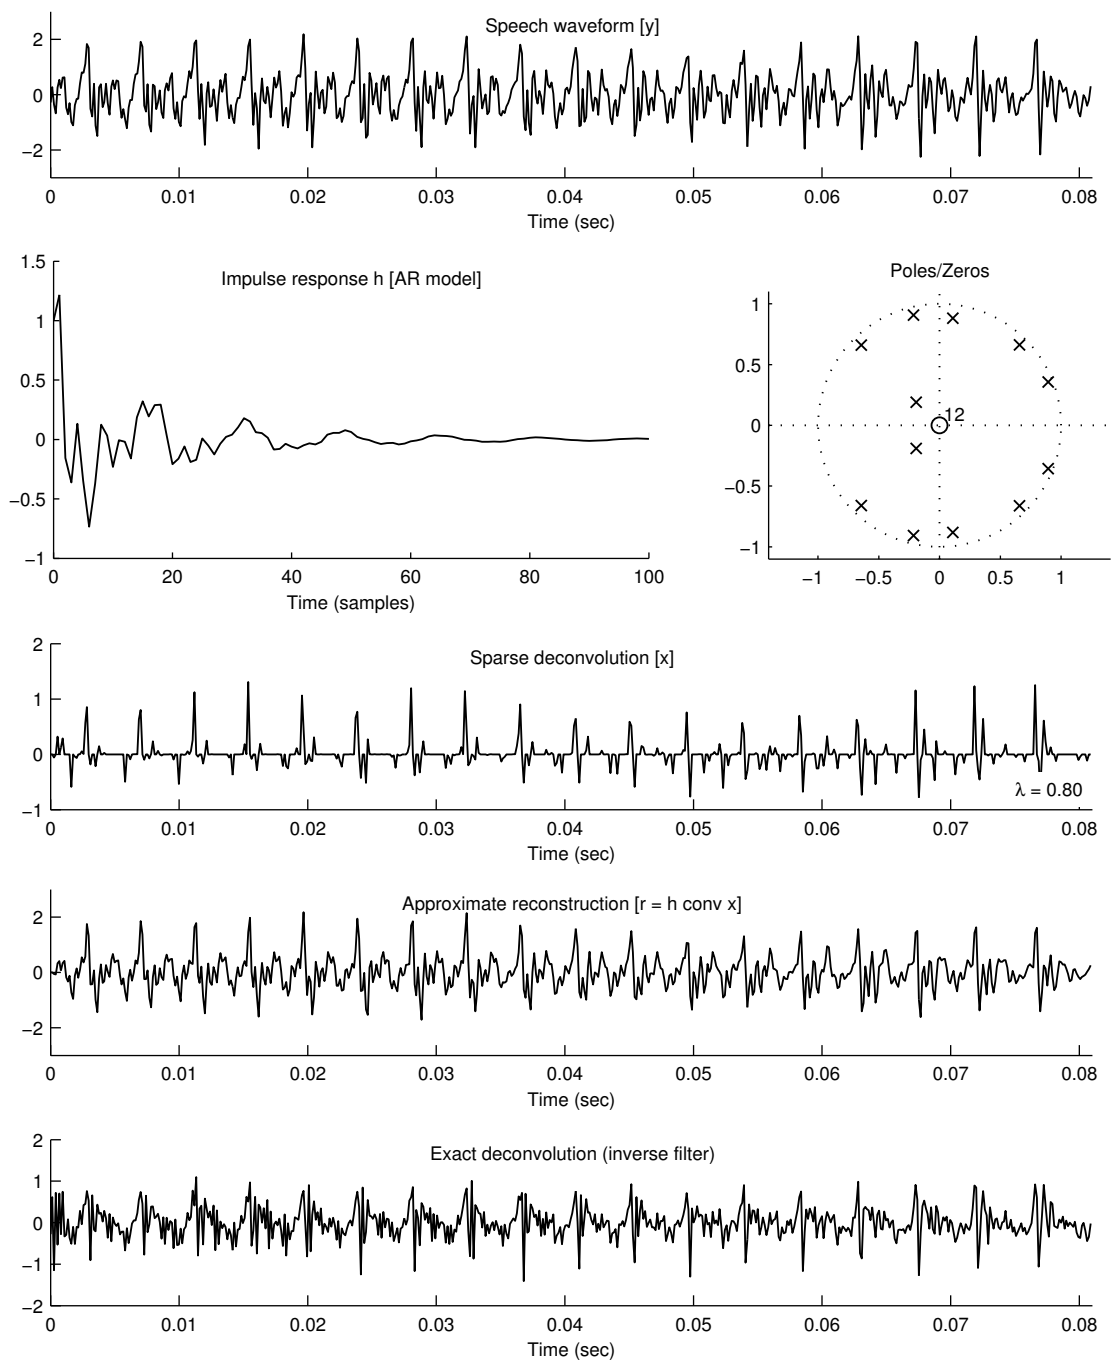 Speech waveform [y]
2
0
−2
0 0.01 0.02 0.03 0.04 0.05 0.06 0.07 0.08
Time (sec)
Impulse response h [AR model]
1.5
1
0.5
0
−0.5
−1
0 20 40 60 80 100
Time (samples)
Poles/Zeros
1
0.5
0
−0.5
−1
12
−1 −0.5 0 0.5 1
Sparse deconvolution [x]
2
1
0
−1
λ = 0.80
0 0.01 0.02 0.03 0.04 0.05 0.06 0.07 0.08
Time (sec)
Approximate reconstruction [r = h conv x]
2
0
−2
0 0.01 0.02 0.03 0.04 0.05 0.06 0.07 0.08
Time (sec)
Exact deconvolution (inverse filter)
2
1
0
−1
−2
0 0.01 0.02 0.03 0.04 0.05 0.06 0.07 0.08
Time (sec)